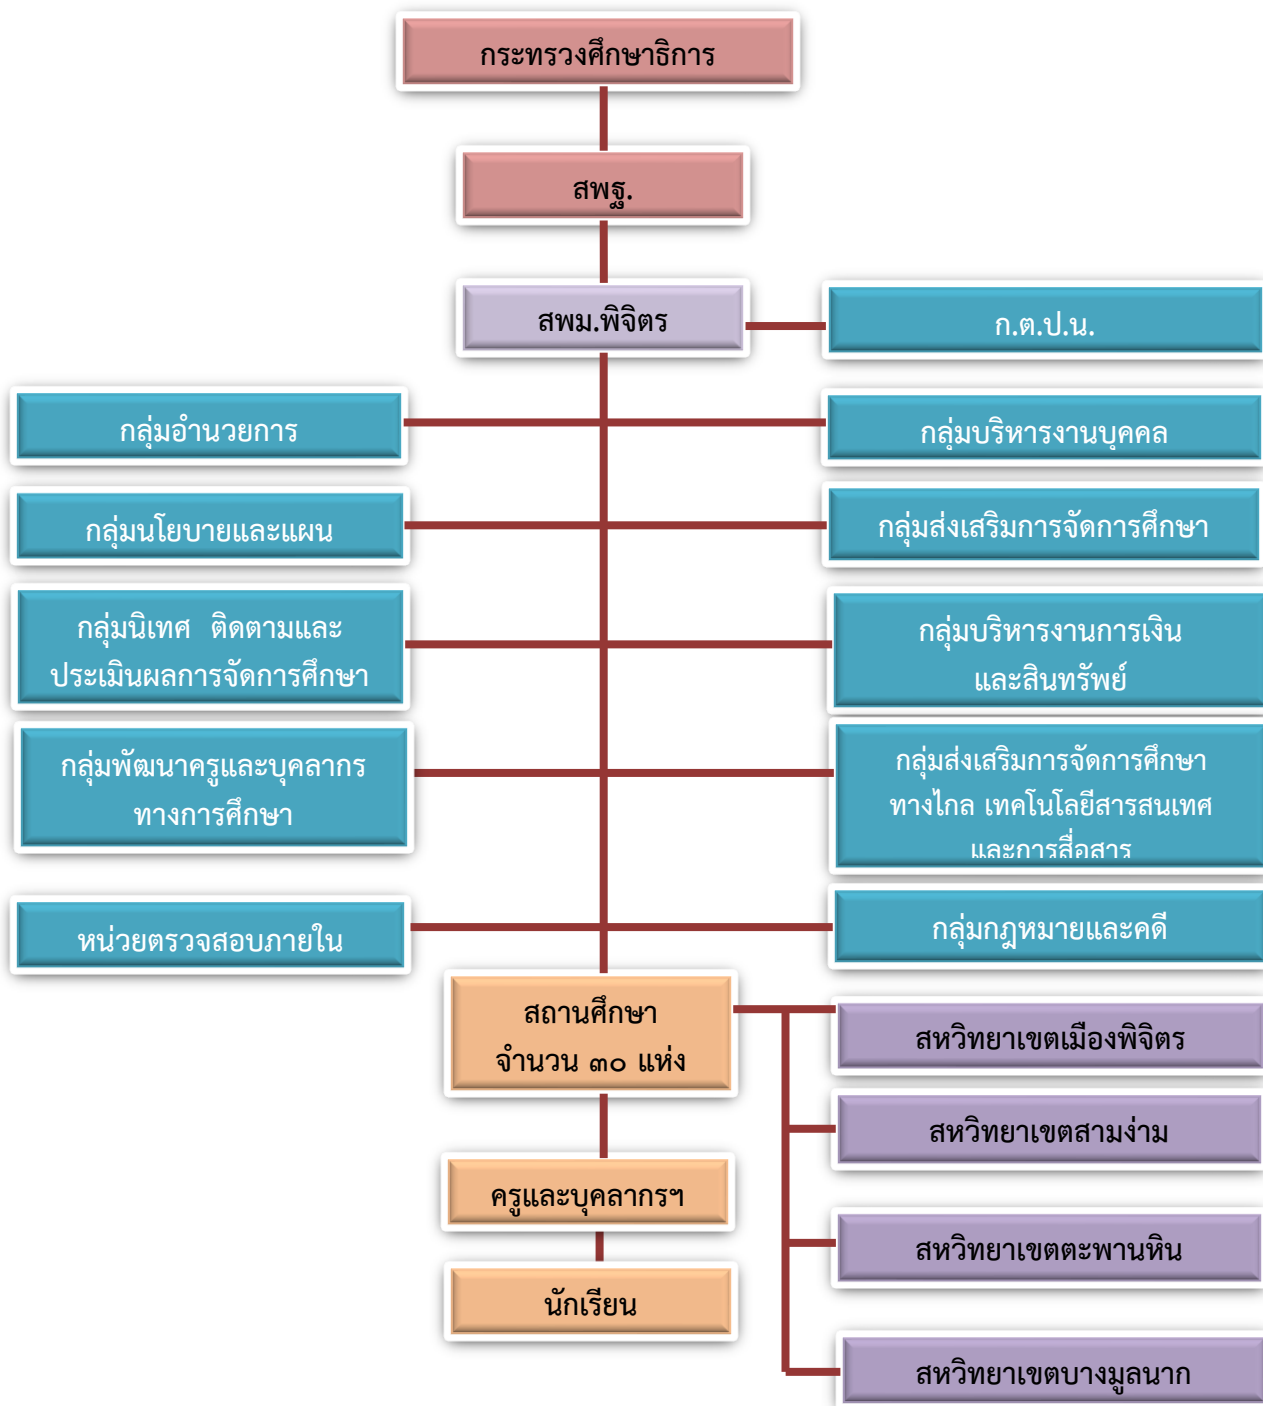 กระทรวงศึกษาธิการ
สพฐ.
สพม.พิจิตร
ก.ต.ป.น.
กลุ่มอำนวยการ
กลุ่มบริหารงานบุคคล
กลุ่มนโยบายและแผน
กลุ่มส่งเสริมการจัดการศึกษา
กลุ่มนิเทศ ติดตามและ
ประเมินผลการจัดการศึกษา
กลุ่มบริหารงานการเงิน
และสินทรัพย์
กลุ่มพัฒนาครูและบุคลากร
ทางการศึกษา
กลุ่มส่งเสริมการจัดการศึกษา
ทางไกล เทคโนโลยีสารสนเทศ
และการสื่อสาร
หน่วยตรวจสอบภายใน
กลุ่มกฎหมายและคดี
สถานศึกษา
จำนวน ๓๐ แห่ง
สหวิทยาเขตเมืองพิจิตร
สหวิทยาเขตสามง่าม
ครูและบุคลากรฯ
สหวิทยาเขตตะพานหิน
นักเรียน
สหวิทยาเขตบางมูลนาก